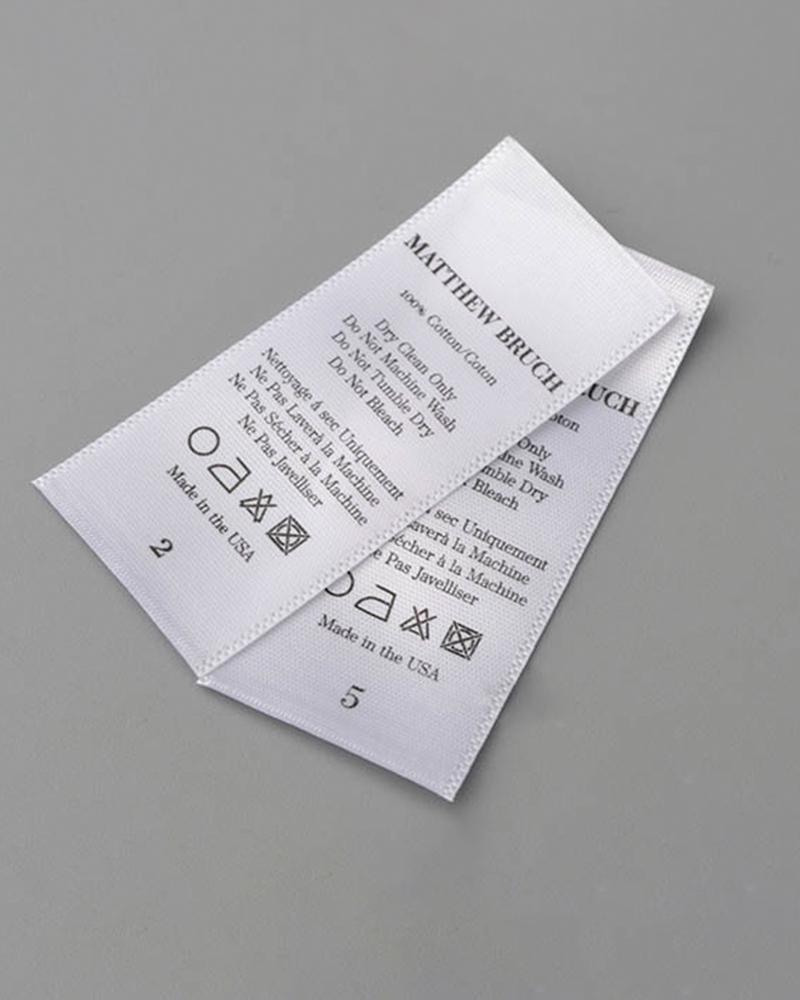 MATTHEW BRUCH
100% Cotton/Coton
Dry Clean Only
Do Not Machine Wash
Do Not Tumble Dry
Do Not Bleach
Nettoyage á sec Uniquement
Ne Pas Laverà la Machine
Ne Pas Sécher à la Machine
Ne Pas Javelliser
Made in the USA
2
UCH
oton
Only
ine Wash
mble Dry
Bleach
sec Uniquement
averà la Machine
écher à la Machine
e Pas Javelliser
Made in the USA
5